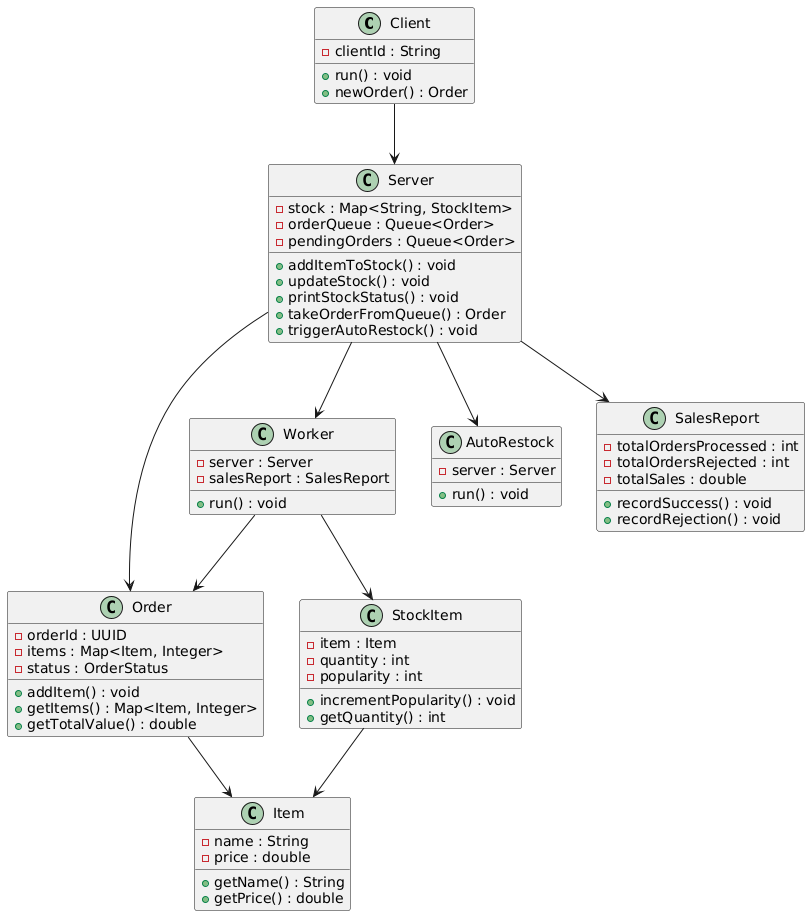 C Client
clientId : String
run() : void
newOrder() : Order
C Server
stock : Map<String, StockItem>
orderQueue : Queue<Order>
pendingOrders : Queue<Order>
addItemToStock() : void
updateStock() : void
printStockStatus() : void
takeOrderFromQueue() : Order
triggerAutoRestock() : void
C Worker
server : Server
salesReport : SalesReport
run() : void
C AutoRestock
server : Server
run() : void
C SalesReport
totalOrdersProcessed : int
totalOrdersRejected : int
totalSales : double
recordSuccess() : void
recordRejection() : void
C Order
orderId : UUID
items : Map<Item, Integer>
status : OrderStatus
addItem() : void
getItems() : Map<Item, Integer>
getTotalValue() : double
C StockItem
item : Item
quantity : int
popularity : int
incrementPopularity() : void
getQuantity() : int
C Item
name : String
price : double
getName() : String
getPrice() : double